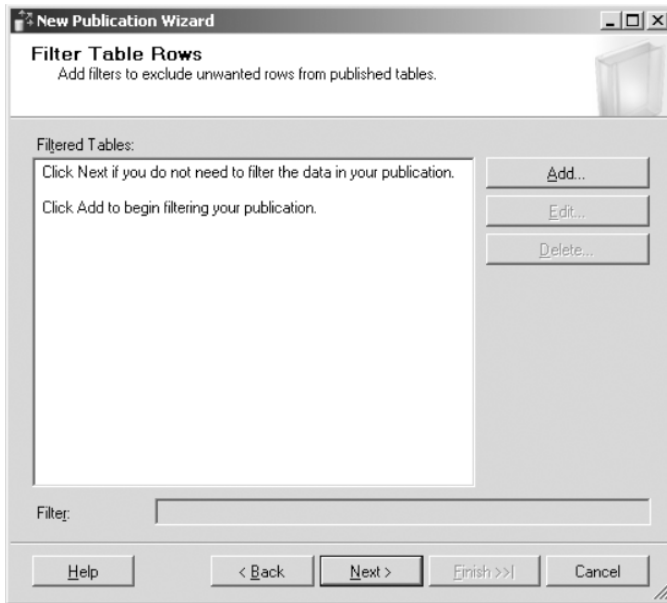 New Publication Wizard
Filter Table Rows
Add filters to exclude unwanted rows from published tables.
Filtered Tables:
Click Next if you do not need to filter the data in your publication.
Click Add to begin filtering your publication.
Add...
Edit...
Delete...
Filter:
Help
< Back
Next >
Finish >>|
Cancel